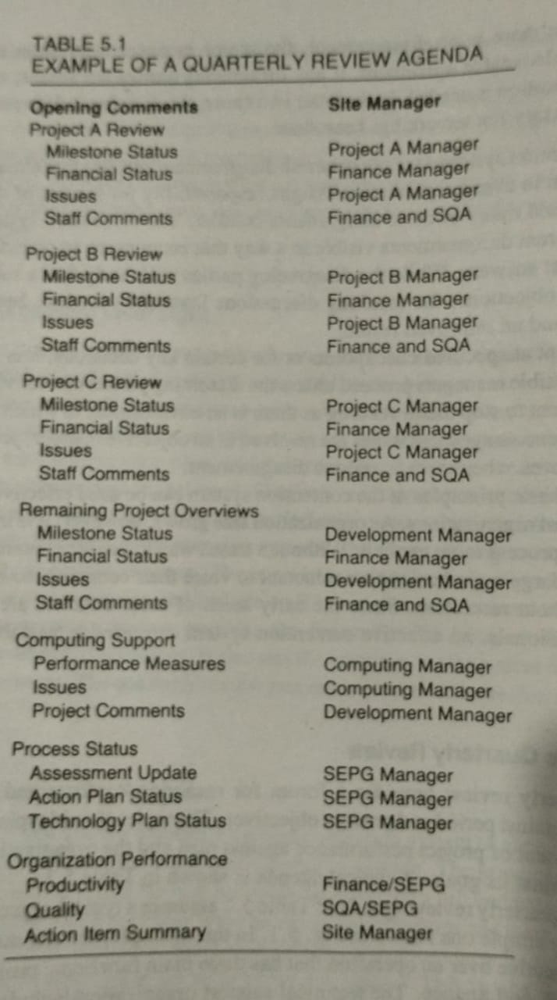 TABLE 5.1
EXAMPLE OF A QUARTERLY REVIEW AGENDA
Opening Comments Site Manager
Project A Review
Milestone Status Project A Manager
Financial Status Finance Manager
Issues Project A Manager
Staff Comments Finance and SQA
Project B Review
Milestone Status Project B Manager
Financial Status Finance Manager
Issues Project B Manager
Staff Comments Finance and SQA
Project C Review
Milestone Status Project C Manager
Financial Status Finance Manager
Issues Project C Manager
Staff Comments Finance and SQA
Remaining Project Overviews
Milestone Status Development Manager
Financial Status Finance Manager
Issues Development Manager
Staff Comments Finance and SQA
Computing Support
Performance Measures Computing Manager
Issues Computing Manager
Project Comments Development Manager
Process Status
Assessment Update SEPG Manager
Action Plan Status SEPG Manager
Technology Plan Status SEPG Manager
Organization Performance
Productivity Finance/SEPG
Quality SQA/SEPG
Action Item Summary Site Manager